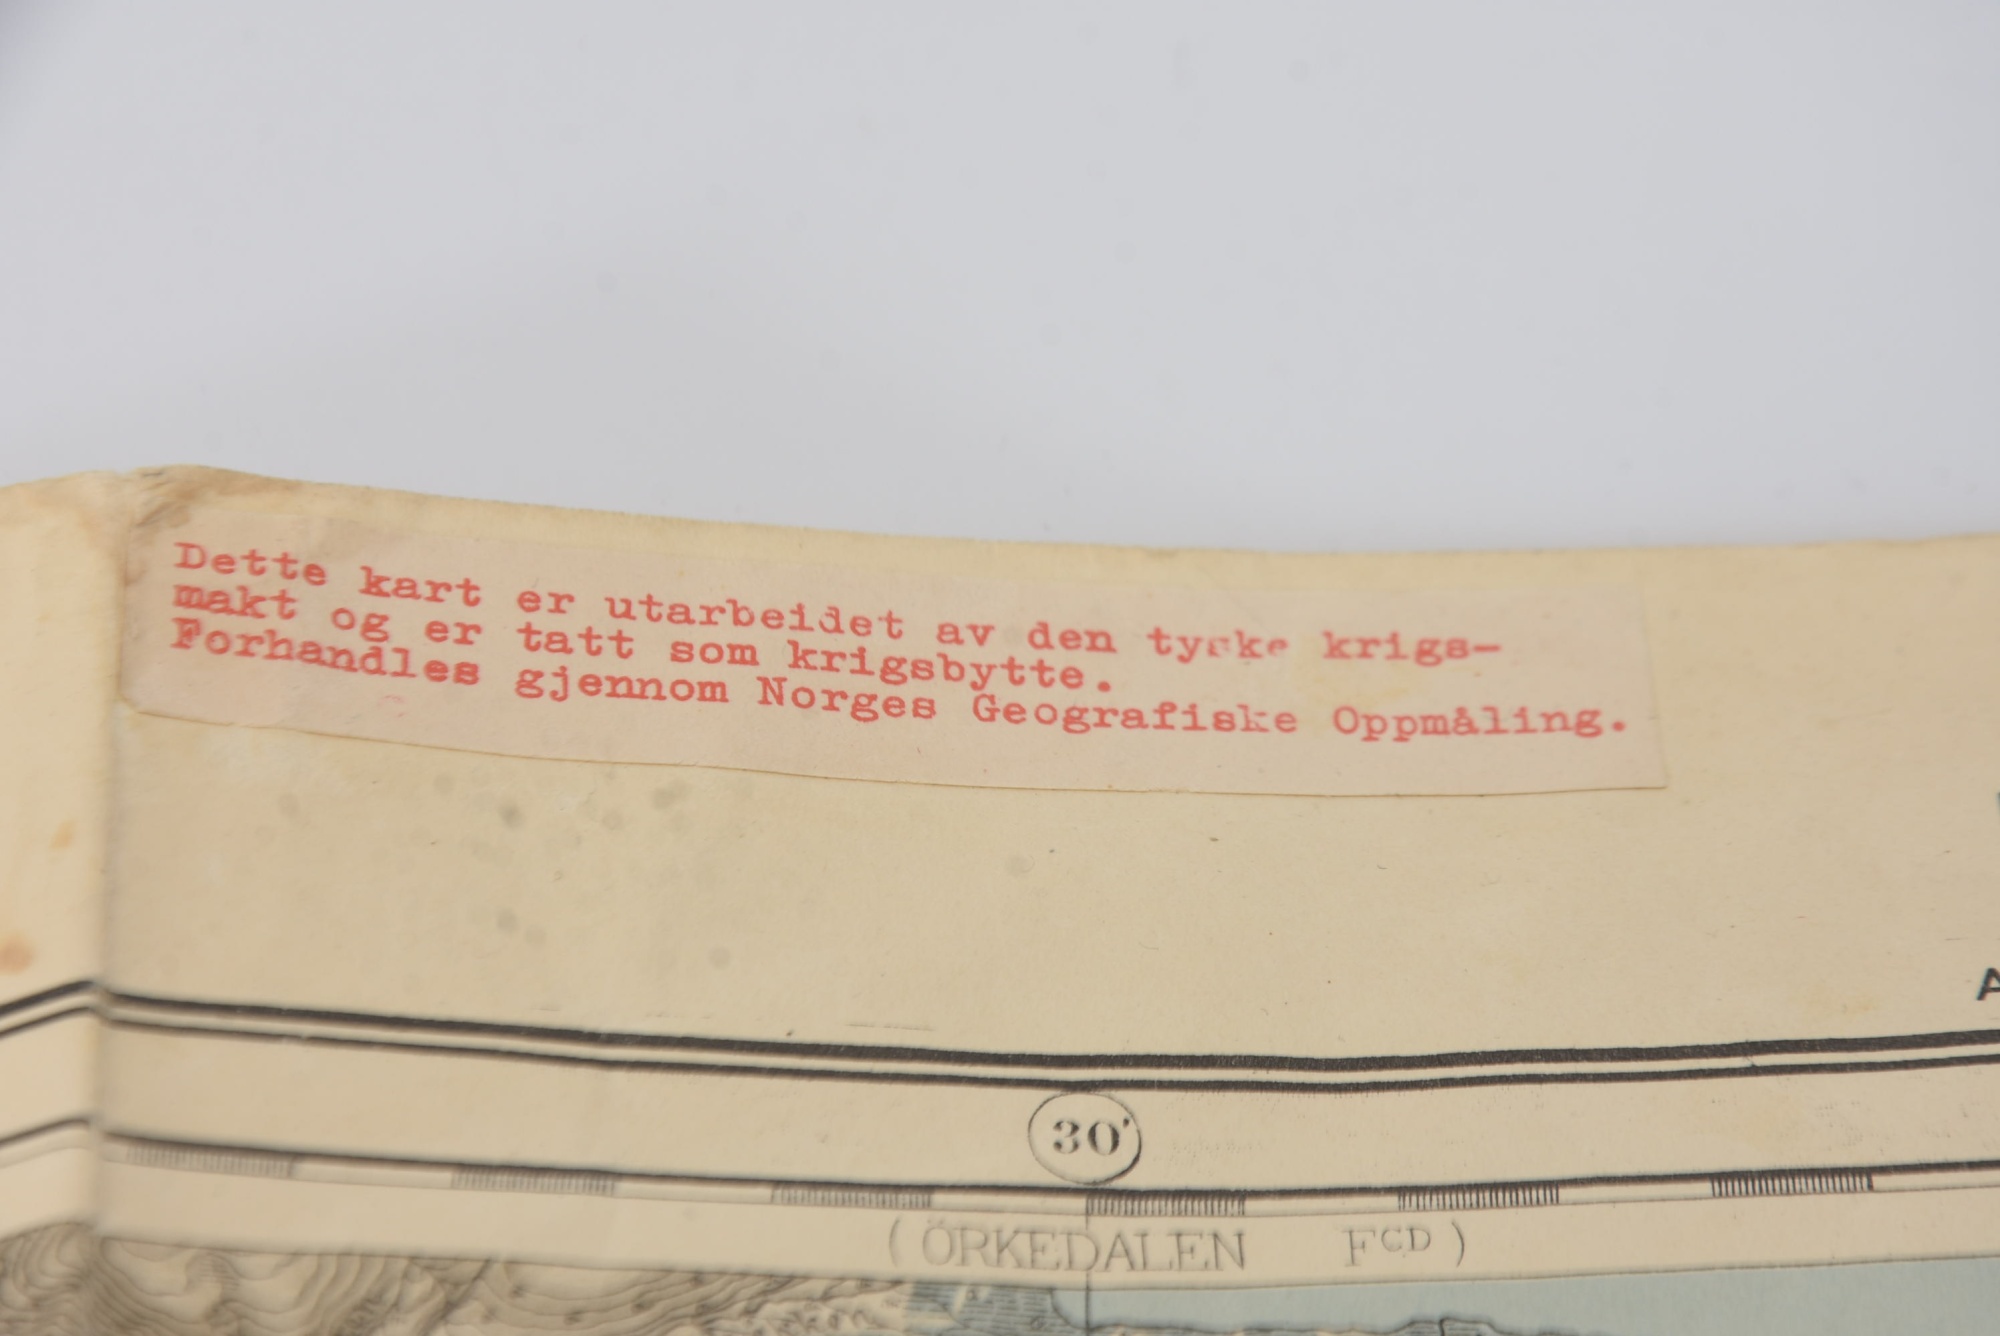 Dette kart er utarbeidet av den tyske krigs-
makt og er tatt som krigsbytte.
Forhandles gjennom Norges Geografiske Oppmåling.
30'
(ÖRKEDALEN FGD)